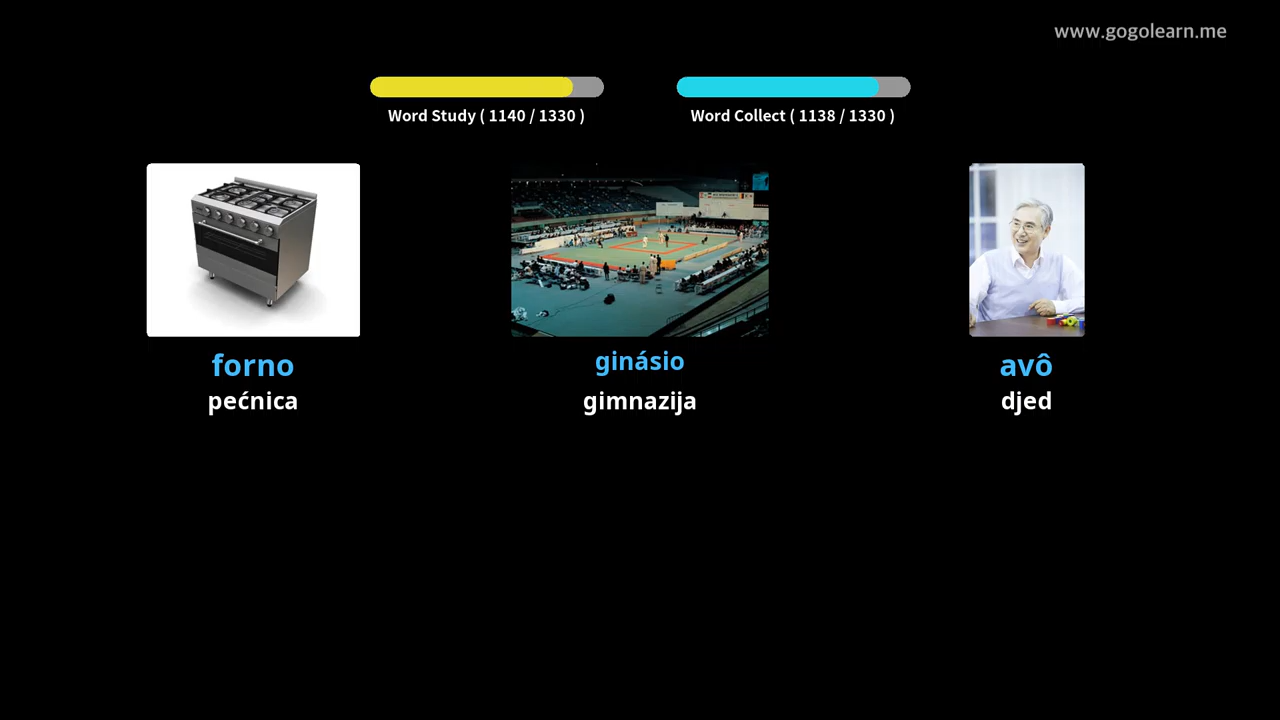 www.gogolearn.me
Word Study ( 1140 / 1330 )
Word Collect ( 1138 / 1330 )
forno
pećnica
ginásio
gimnazija
avô
djed